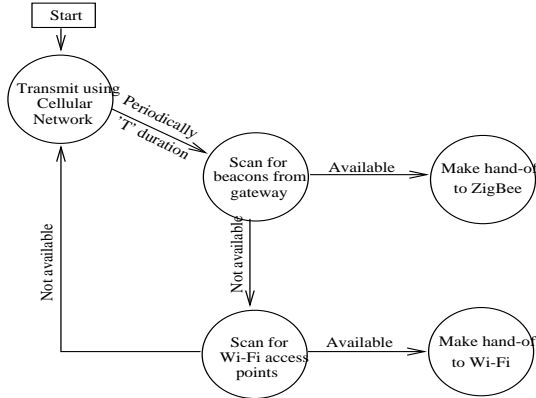 Start
Transmit using
Cellular
Network
Periodically
'T' duration
Scan for
beacons from
gateway
Available
Make hand-of
to ZigBee
Not available
Not available
Scan for
Wi-Fi access
points
Available
Make hand-of
to Wi-Fi